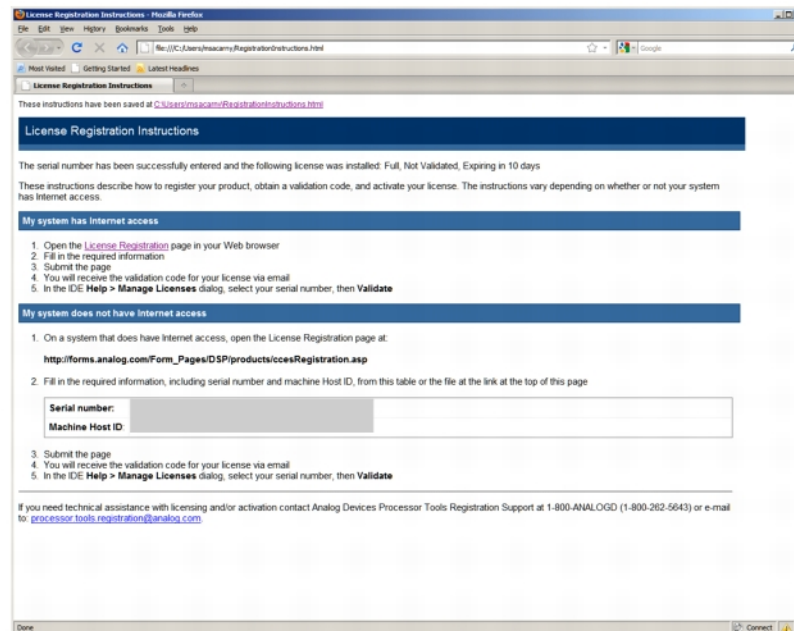 License Registration Instructions - Mozilla Firefox
File Edit View History Bookmarks Tools Help
file:///C:/Users/msacarny/RegistrationInstructions.html
Google
Most Visited Getting Started Latest Headlines
License Registration Instructions
These instructions have been saved at C:\Users\msacarny\RegistrationInstructions.html
License Registration Instructions
The serial number has been successfully entered and the following license was installed: Full, Not Validated, Expiring in 10 days
These instructions describe how to register your product, obtain a validation code, and activate your license. The instructions vary depending on whether or not your system
has Internet access.
My system has Internet access
1. Open the License Registration page in your Web browser
2. Fill in the required information
3. Submit the page
4. You will receive the validation code for your license via email
5. In the IDE Help > Manage Licenses dialog, select your serial number, then Validate
My system does not have Internet access
1. On a system that does have Internet access, open the License Registration page at:
http://forms.analog.com/Form_Pages/DSP/products/ccesRegistration.asp
2. Fill in the required information, including serial number and machine Host ID, from this table or the file at the link at the top of this page
Serial number:
Machine Host ID:
3. Submit the page
4. You will receive the validation code for your license via email
5. In the IDE Help > Manage Licenses dialog, select your serial number, then Validate
If you need technical assistance with licensing and/or activation contact Analog Devices Processor Tools Registration Support at 1-800-ANALOGD (1-800-262-5643) or e-mail
to: processor.tools.registration@analog.com.
Done
Connect